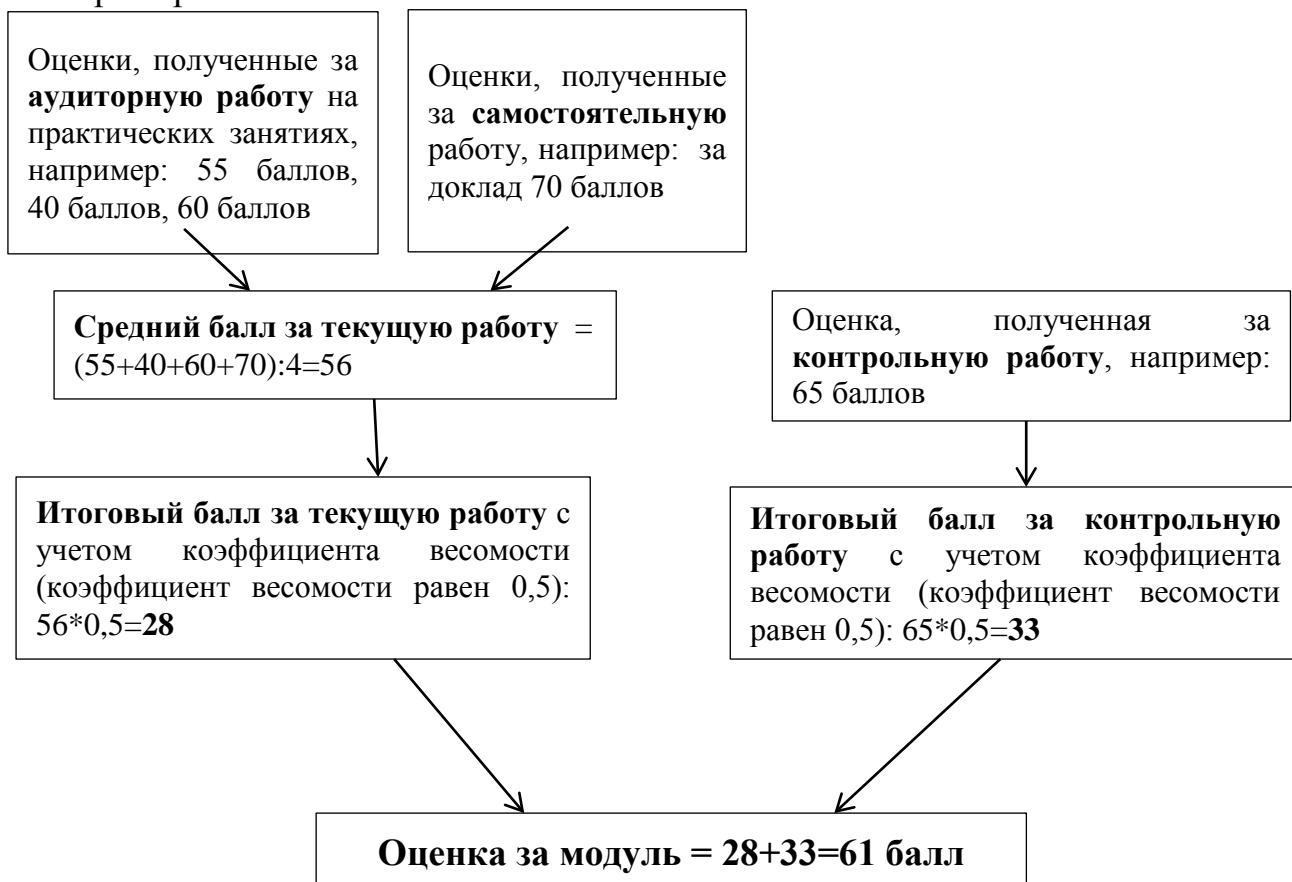 Оценки, полученные за
аудиторную работу на
практических занятиях,
например: 55 баллов,
40 баллов, 60 баллов
Оценки, полученные
за самостоятельную
работу, например: за
доклад 70 баллов
Средний балл за текущую работу =
(55+40+60+70):4=56
Оценка, полученная за
контрольную работу, например:
65 баллов
Итоговый балл за текущую работу с
учетом коэффициента весомости
(коэффициент весомости равен 0,5):
56*0,5=28
Итоговый балл за контрольную
работу с учетом коэффициента
весомости (коэффициент весомости
равен 0,5): 65*0,5=33
Оценка за модуль = 28+33=61 балл